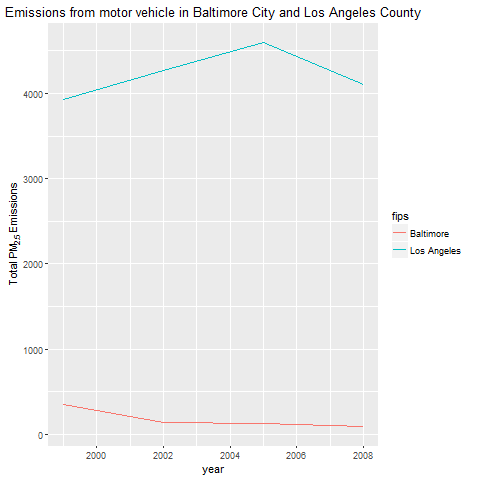 Emissions from motor vehicle in Baltimore City and Los Angeles County
Total PM2.5 Emissions
4000
3000
2000
1000
0
2000 2002 2004 2006 2008
year
fips
Baltimore
Los Angeles